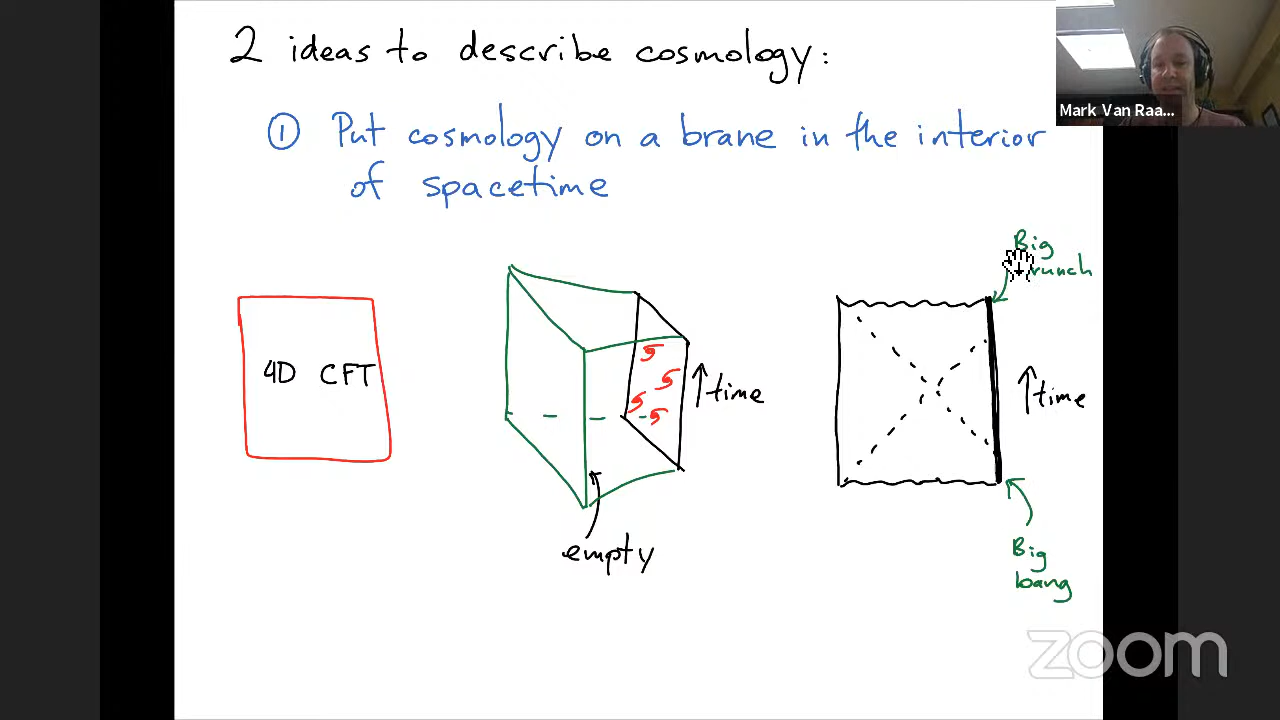 2 ideas to describe cosmology:
Mark Van Raa...
① Put cosmology on a brane in the interior
of spacetime
Big
crunch
4D CFT
↑time
↑time
empty
Big
bang
zoom